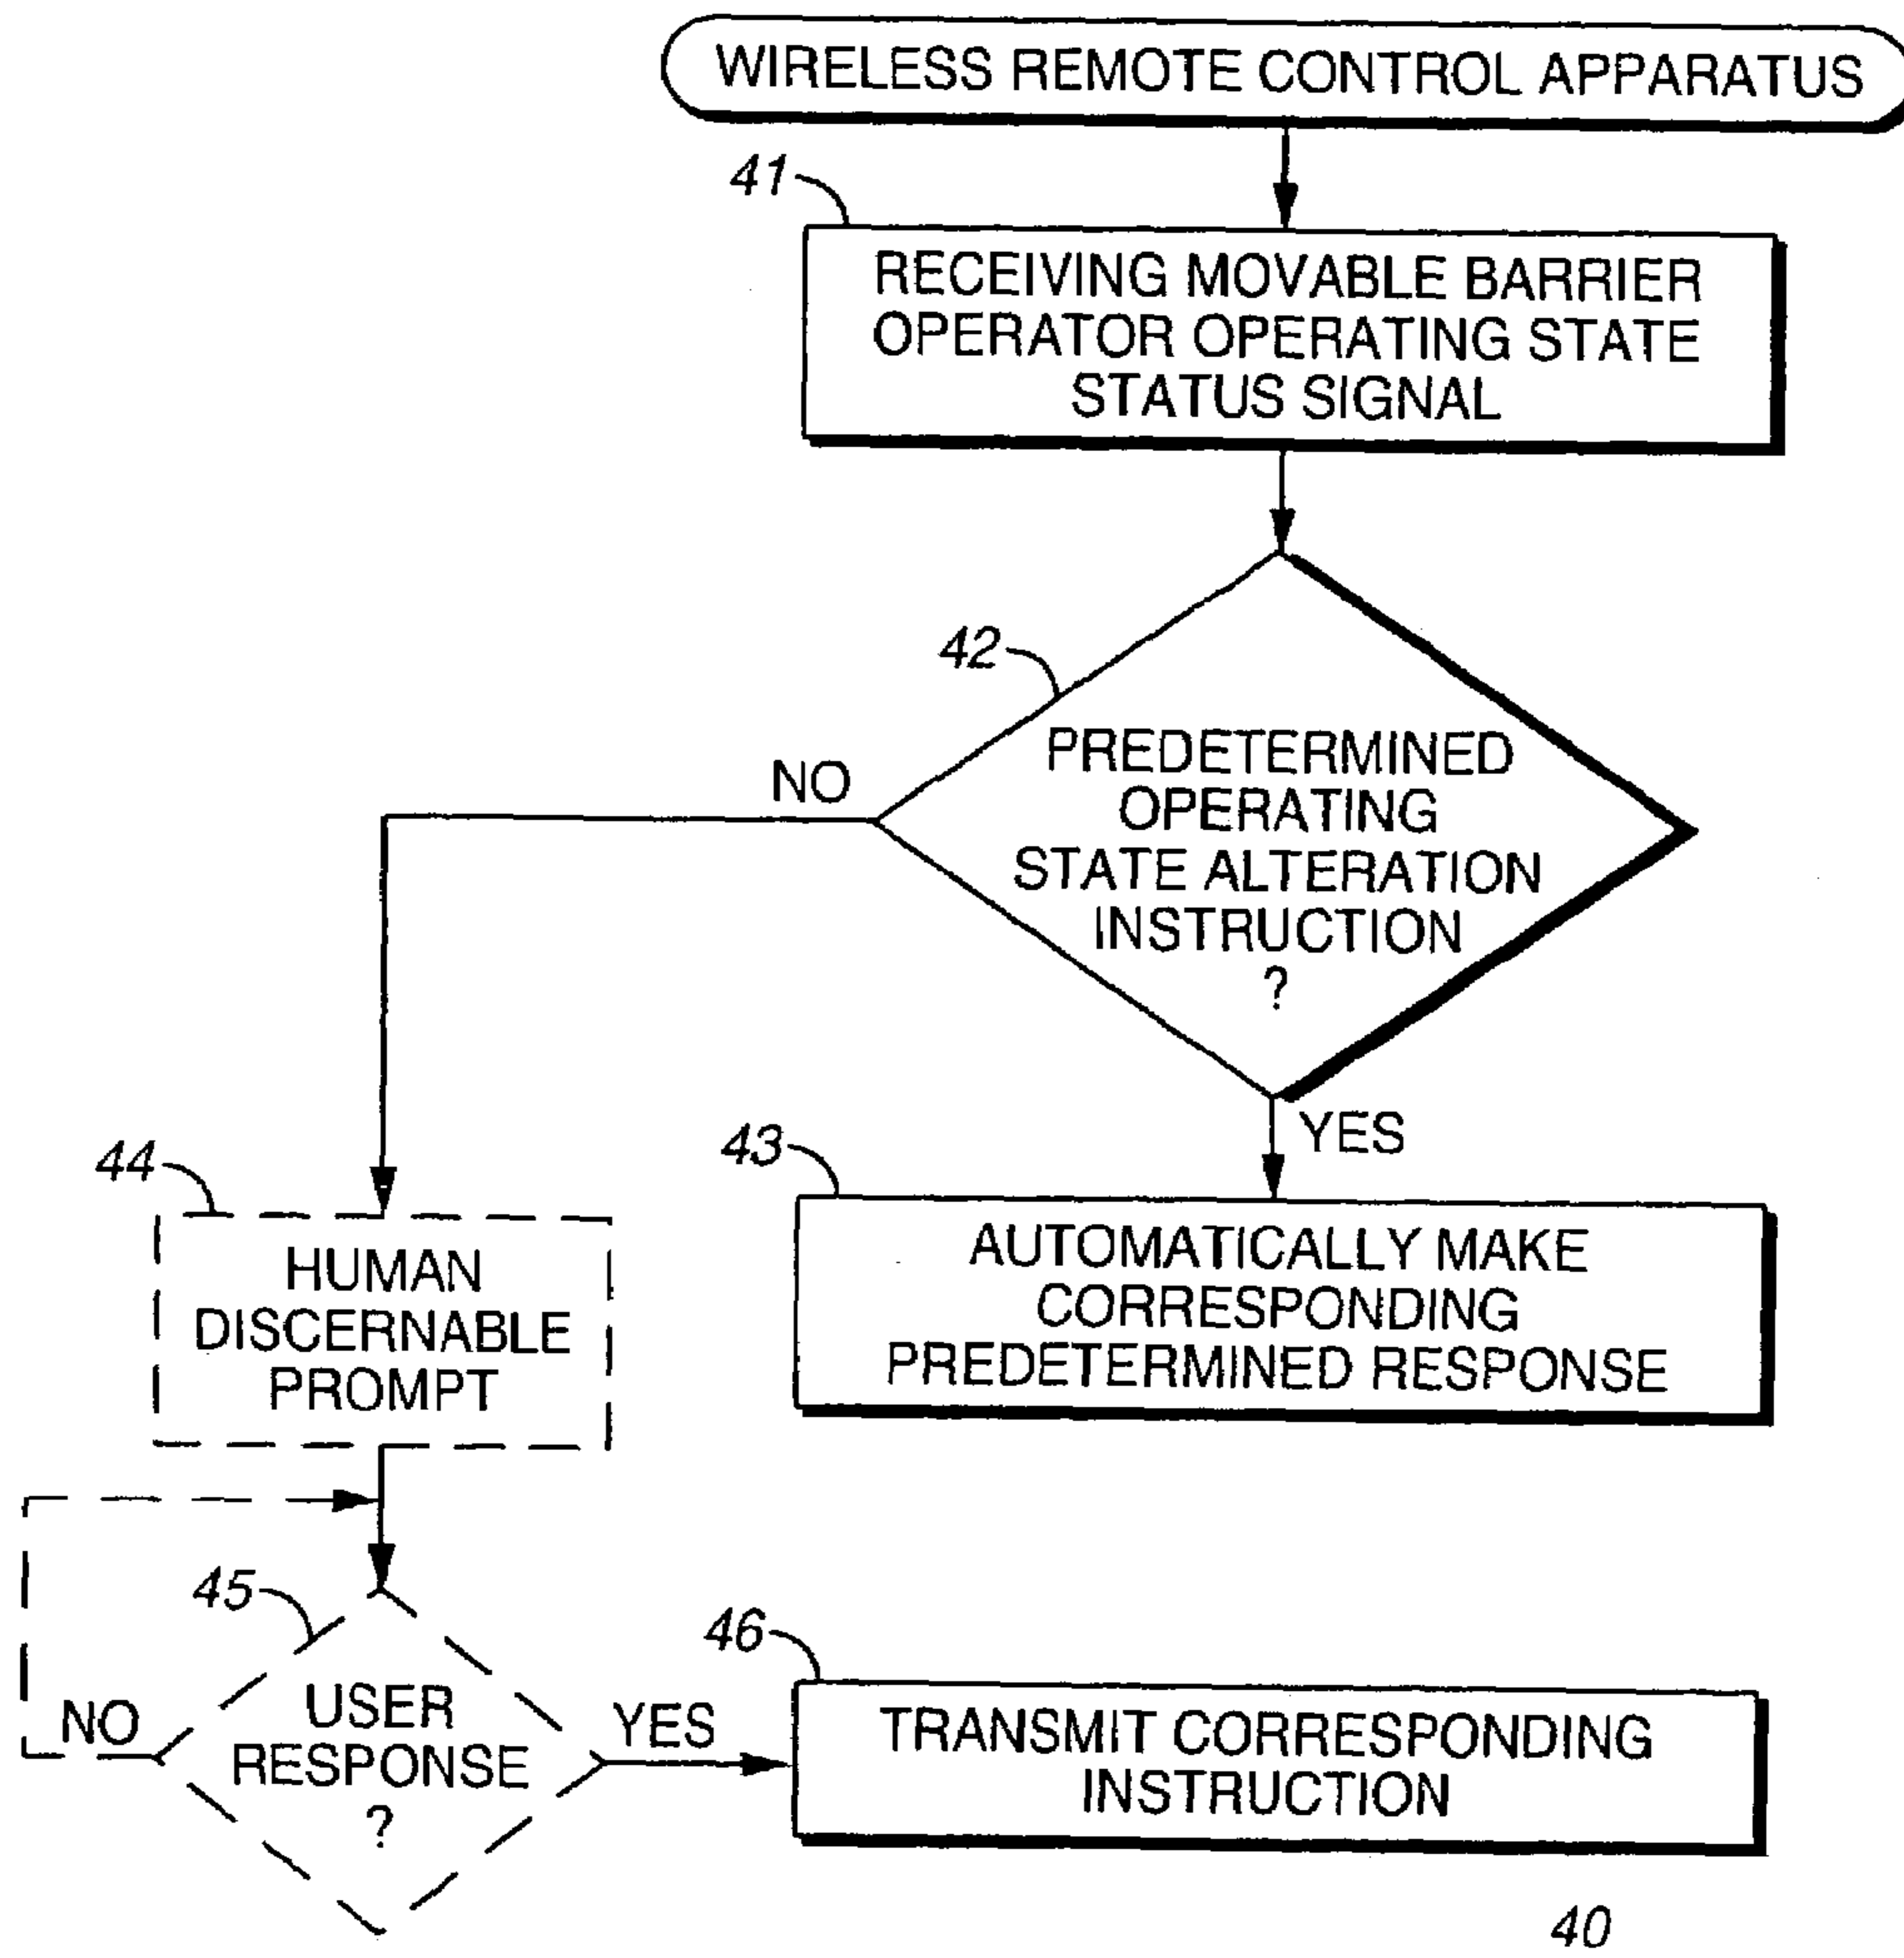 WIRELESS REMOTE CONTROL APPARATUS
41
RECEIVING MOVABLE BARRIER
OPERATOR OPERATING STATE
STATUS SIGNAL
42
PREDETERMINED
OPERATING
STATE ALTERATION
INSTRUCTION
?
NO
YES
43
AUTOMATICALLY MAKE
CORRESPONDING
PREDETERMINED RESPONSE
44
HUMAN
DISCERNABLE
PROMPT
45
USER
RESPONSE
?
NO
YES
46
TRANSMIT CORRESPONDING
INSTRUCTION
40